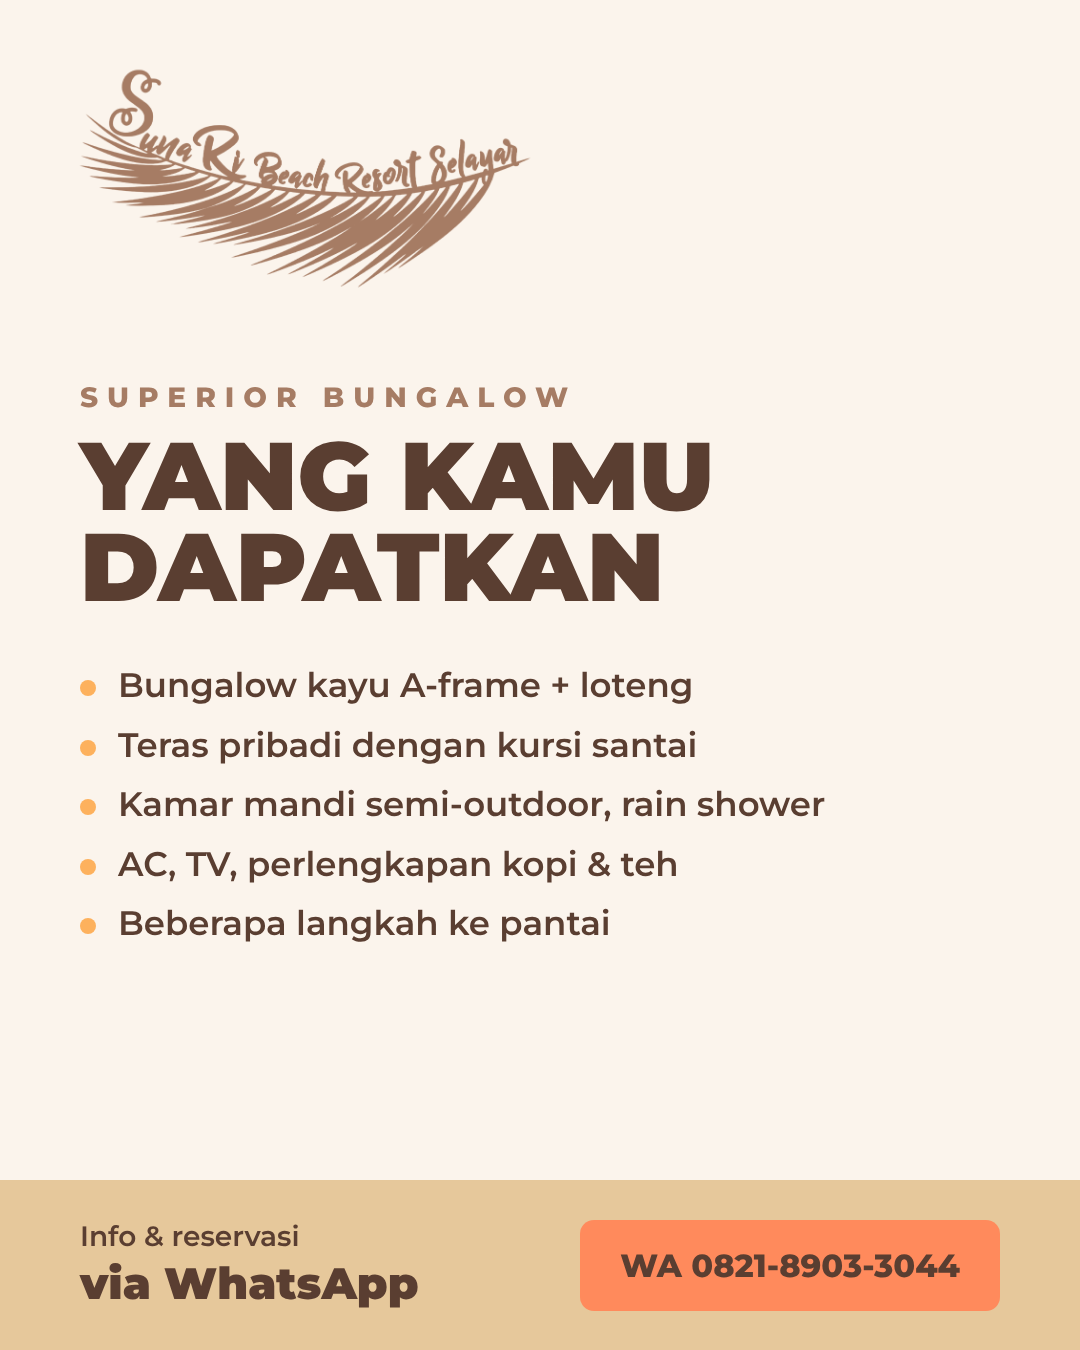 SunaRi Beach Resort Selayar
SUPERIOR BUNGALOW
YANG KAMU
DAPATKAN
Bungalow kayu A-frame + loteng
Teras pribadi dengan kursi santai
Kamar mandi semi-outdoor, rain shower
AC, TV, perlengkapan kopi & teh
Beberapa langkah ke pantai
Info & reservasi
via WhatsApp
WA 0821-8903-3044